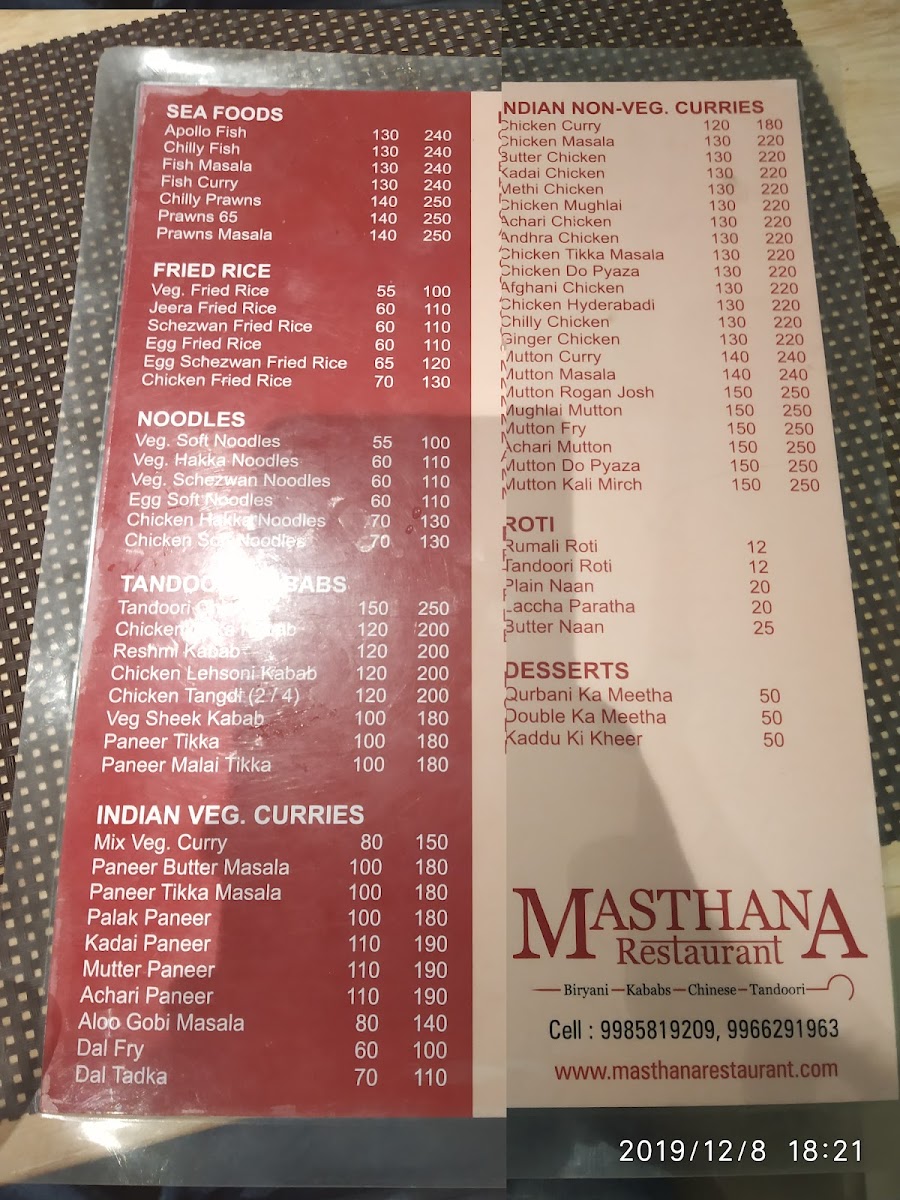 SEA FOODS
Apollo Fish 130 240
Chilly Fish 130 240
Fish Masala 130 240
Fish Curry 130 240
Chilly Prawns 140 250
Prawns 65 140 250
Prawns Masala 140 250
FRIED RICE
Veg. Fried Rice 55 100
Jeera Fried Rice 60 110
Schezwan Fried Rice 60 110
Egg Fried Rice 60 110
Egg Schezwan Fried Rice 65 120
Chicken Fried Rice 70 130
NOODLES
Veg. Soft Noodles 55 100
Veg. Hakka Noodles 60 110
Veg. Schezwan Noodles 60 110
Egg Soft Noodles 60 110
Chicken Hakka Noodles 70 130
Chicken Soft Noodles 70 130
TANDOORI KABABS
Tandoori 150 250
Chicken Kabab 120 200
Reshmi Kabab 120 200
Chicken Lehsoni Kabab 120 200
Chicken Tangdi (2 / 4) 120 200
Veg Sheek Kabab 100 180
Paneer Tikka 100 180
Paneer Malai Tikka 100 180
INDIAN VEG. CURRIES
Mix Veg. Curry 80 150
Paneer Butter Masala 100 180
Paneer Tikka Masala 100 180
Palak Paneer 100 180
Kadai Paneer 110 190
Mutter Paneer 110 190
Achari Paneer 110 190
Aloo Gobi Masala 80 140
Dal Fry 60 100
Dal Tadka 70 110
INDIAN NON-VEG. CURRIES
Chicken Curry 120 180
Chicken Masala 130 220
Butter Chicken 130 220
Kadai Chicken 130 220
Methi Chicken 130 220
Chicken Mughlai 130 220
Achari Chicken 130 220
Andhra Chicken 130 220
Chicken Tikka Masala 130 220
Chicken Do Pyaza 130 220
Afghani Chicken 130 220
Chicken Hyderabadi 130 220
Chilly Chicken 130 220
Ginger Chicken 130 220
Mutton Curry 140 240
Mutton Masala 140 240
Mutton Rogan Josh 150 250
Mughlai Mutton 150 250
Mutton Fry 150 250
Achari Mutton 150 250
Mutton Do Pyaza 150 250
Mutton Kali Mirch 150 250
ROTI
Rumali Roti 12
Tandoori Roti 12
Plain Naan 20
Laccha Paratha 20
Butter Naan 25
DESSERTS
Qurbani Ka Meetha 50
Double Ka Meetha 50
Kaddu Ki Kheer 50
MASTHANA
Restaurant
Biryani - Kababs - Chinese - Tandoori
Cell : 9985819209, 9966291963
www.masthanarestaurant.com
2019/12/8 18:21